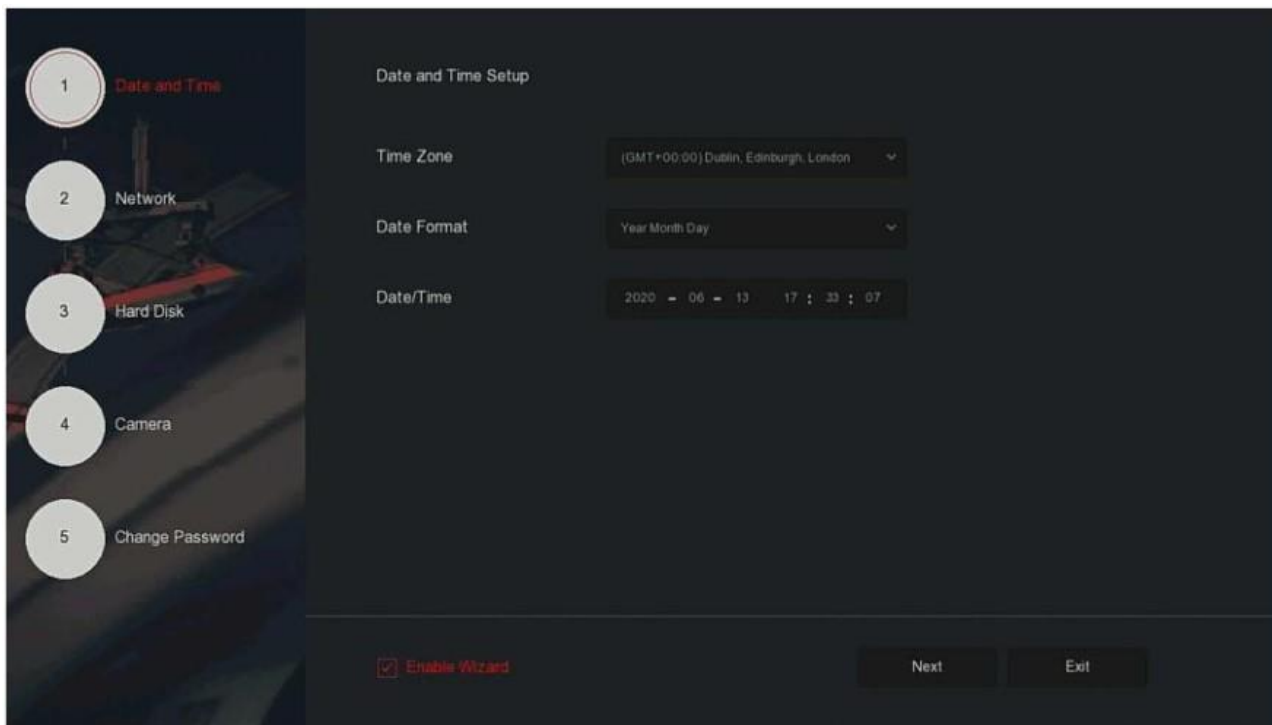 1
Date and Time
2
Network
3
Hard Disk
4
Camera
5
Change Password
Date and Time Setup
Time Zone
(GMT+00:00) Dublin, Edinburgh, London
Date Format
Year Month Day
Date/Time
2020 - 06 - 13 17 : 33 : 07
Enable Wizard
Next
Exit